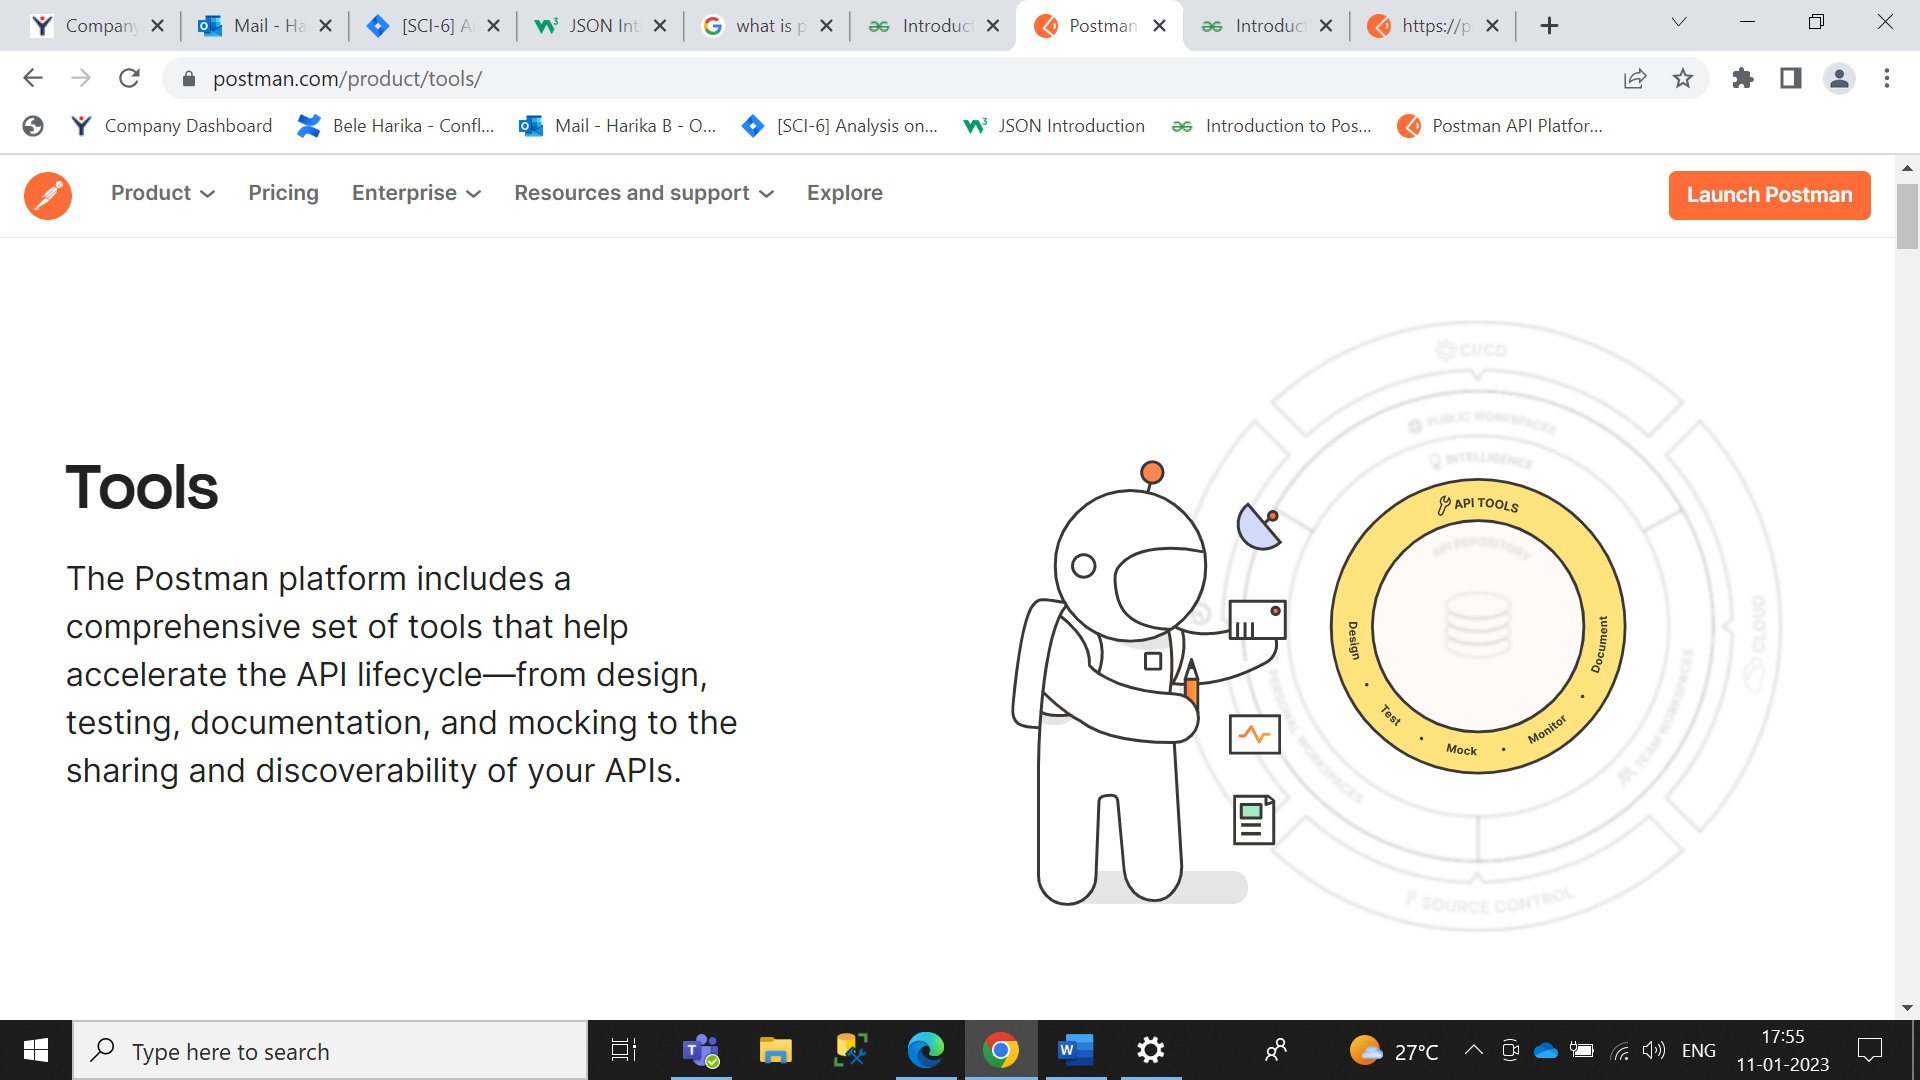 Company
Mail - Ha
[SCI-6] A
JSON Int
what is p
Introduct
Postman
Introduct
https://p
postman.com/product/tools/
Company Dashboard
Bele Harika - Confl...
Mail - Harika B - O...
[SCI-6] Analysis on...
JSON Introduction
Introduction to Pos...
Postman API Platfor...
Product
Pricing
Enterprise
Resources and support
Explore
Launch Postman
Tools
The Postman platform includes a
comprehensive set of tools that help
accelerate the API lifecycle—from design,
testing, documentation, and mocking to the
sharing and discoverability of your APIs.
CI/CD
PUBLIC WORKSPACES
INTELLIGENCE
API TOOLS
API REPOSITORY
Design
Test
Mock
Monitor
Document
PERSONAL WORKSPACES
TEAM WORKSPACES
CLOUD
SOURCE CONTROL
Type here to search
27°C
ENG
17:55
11-01-2023